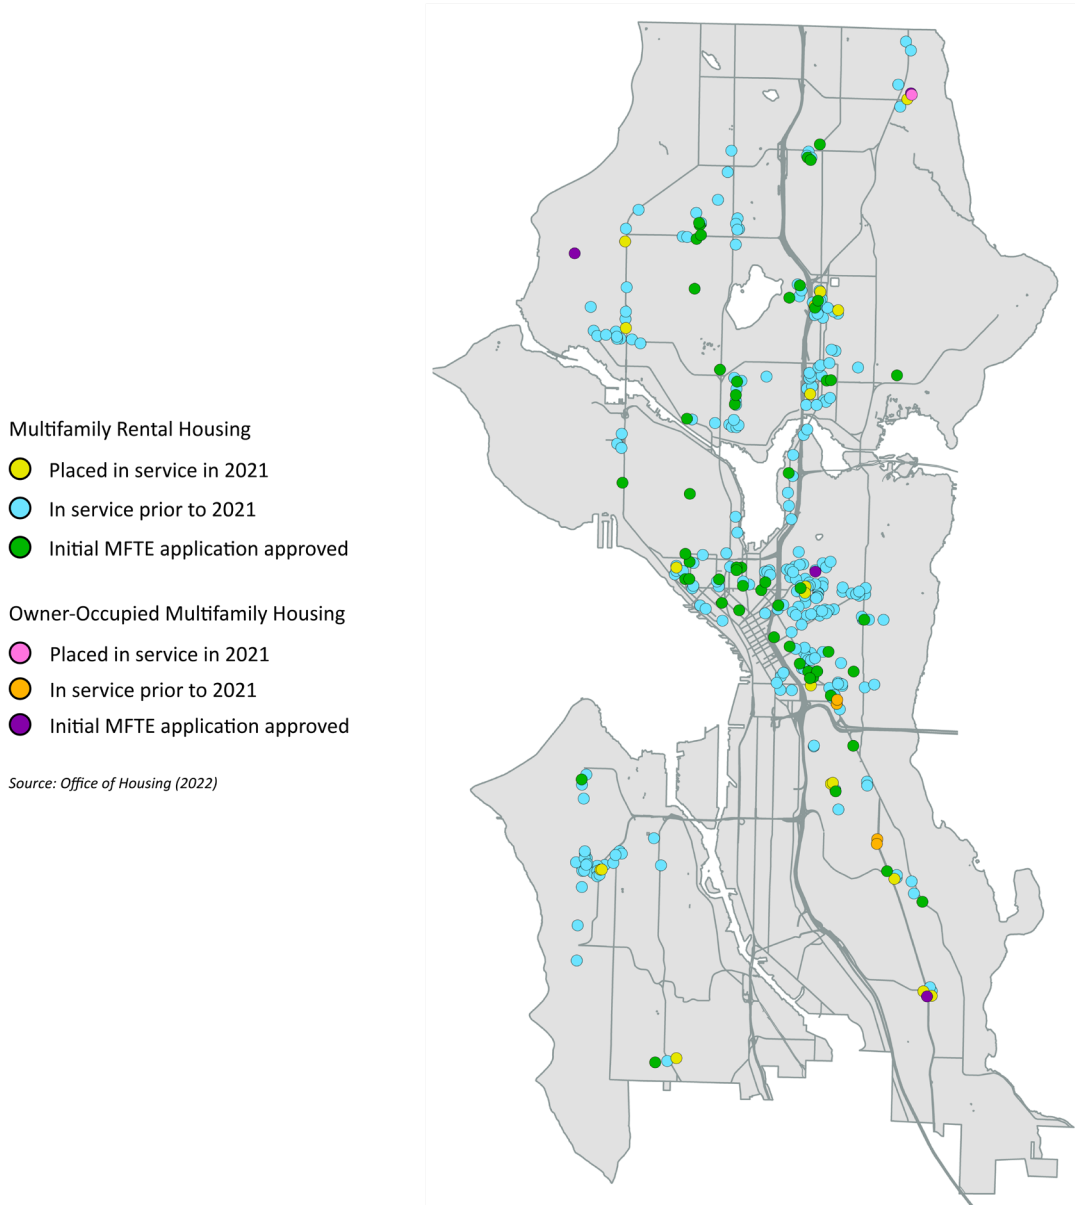 Multifamily Rental Housing
Placed in service in 2021
In service prior to 2021
Initial MFTE application approved
Owner-Occupied Multifamily Housing
Placed in service in 2021
In service prior to 2021
Initial MFTE application approved
Source: Office of Housing (2022)